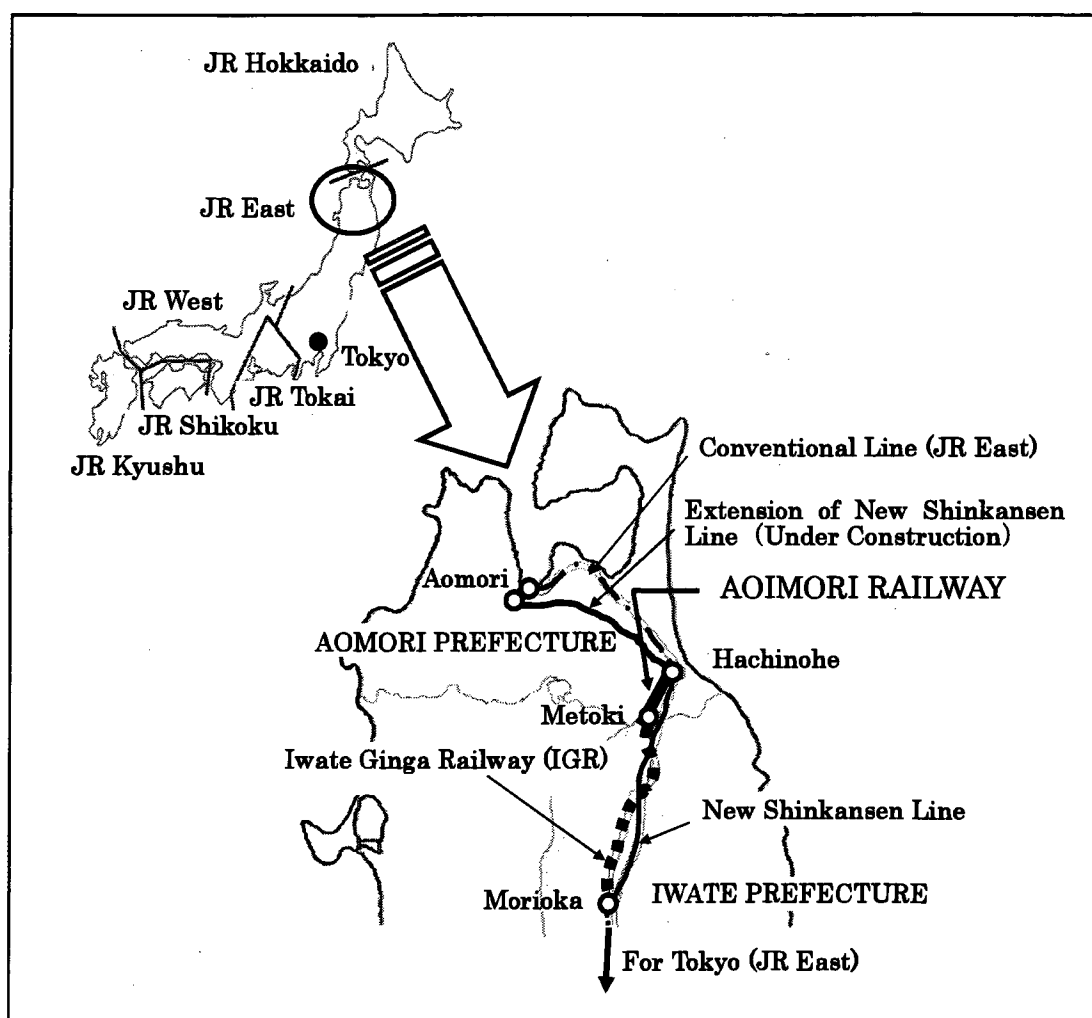 JR Hokkaido
JR East
JR West
Tokyo
JR Tokai
JR Shikoku
JR Kyushu
Conventional Line (JR East)
Extension of New Shinkansen
Line (Under Construction)
Aomori
AOIMORI RAILWAY
AOMORI PREFECTURE
Hachinohe
Metoki
Iwate Ginga Railway (IGR)
New Shinkansen Line
Morioka
IWATE PREFECTURE
For Tokyo (JR East)